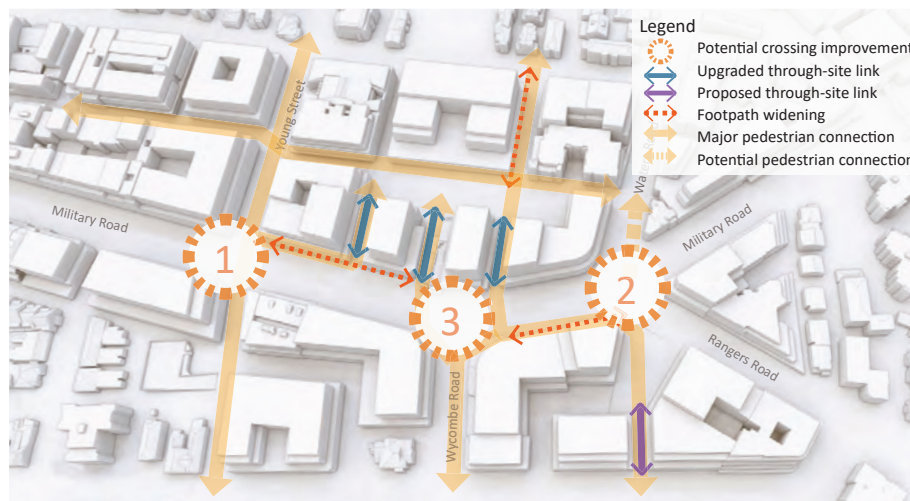 Legend
Potential crossing improvement
Upgraded through-site link
Proposed through-site link
Footpath widening
Major pedestrian connection
Potential pedestrian connection
Young Street
Military Road
Military Road
1
2
3
Rangers Road
Wycombe Road